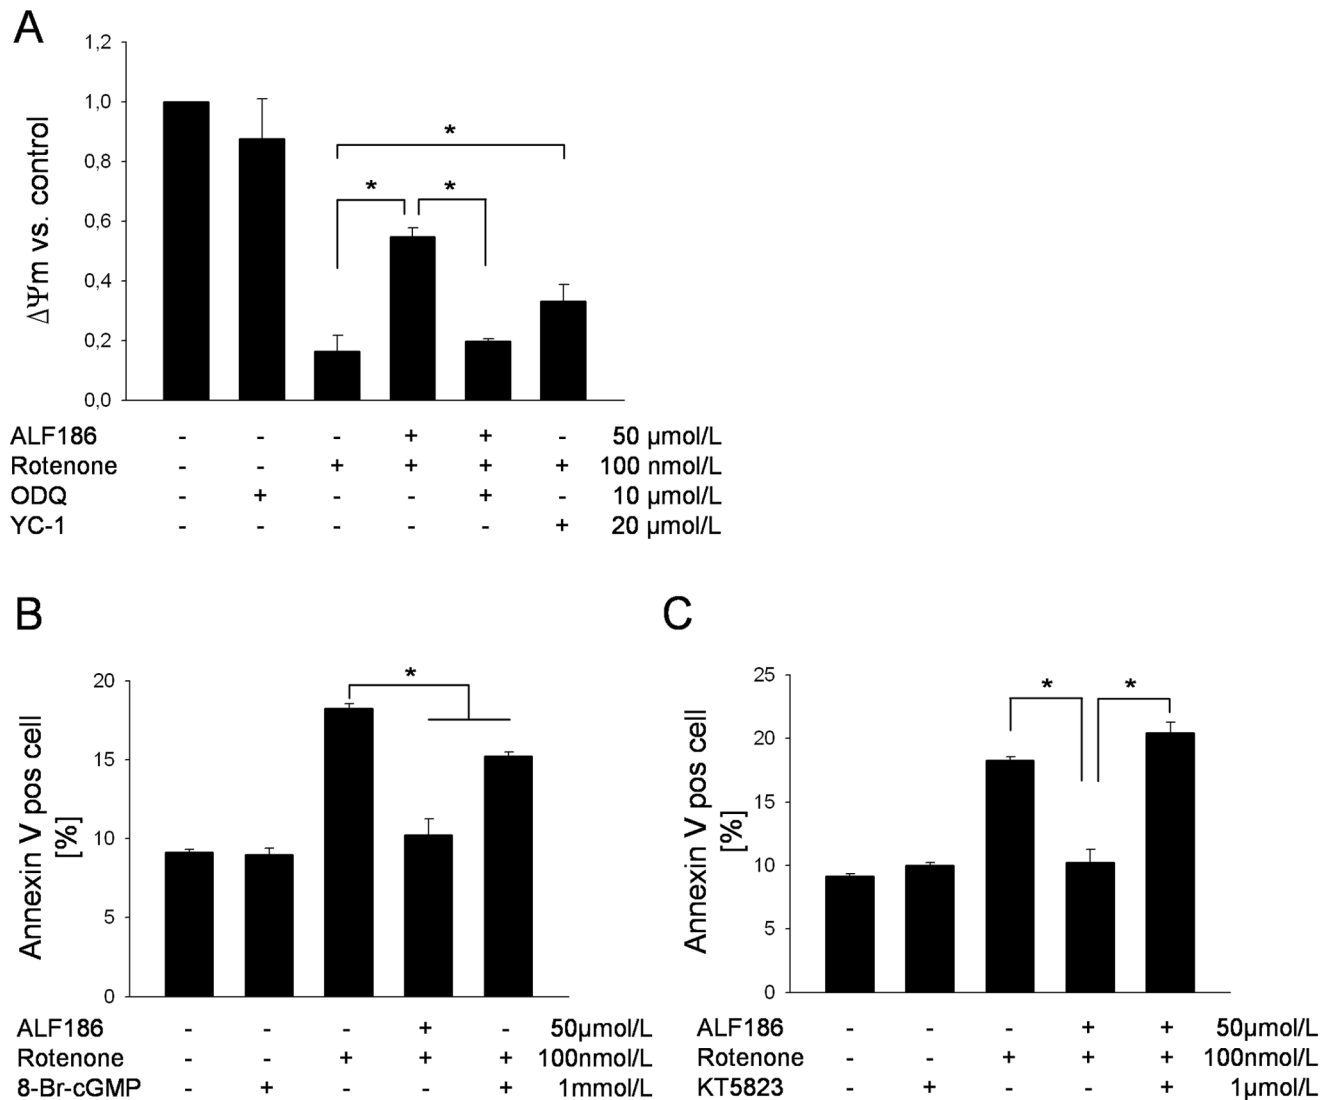 A
1,2
1,0
0,8
0,6
0,4
0,2
0,0
ΔΨm vs. control
*
* *
ALF186 - - - + + - 50 µmol/L
Rotenone - - + + + + 100 nmol/L
ODQ - + - - + - 10 µmol/L
YC-1 - - - - - + 20 µmol/L
B
20
15
10
5
0
Annexin V pos cell
[%]
*
ALF186 - - - + - 50µmol/L
Rotenone - - + + + 100nmol/L
8-Br-cGMP - + - - + 1mmol/L
C
25
20
15
10
5
0
Annexin V pos cell
[%]
* *
ALF186 - - - + + 50µmol/L
Rotenone - - + + + 100nmol/L
KT5823 - + - - + 1µmol/L